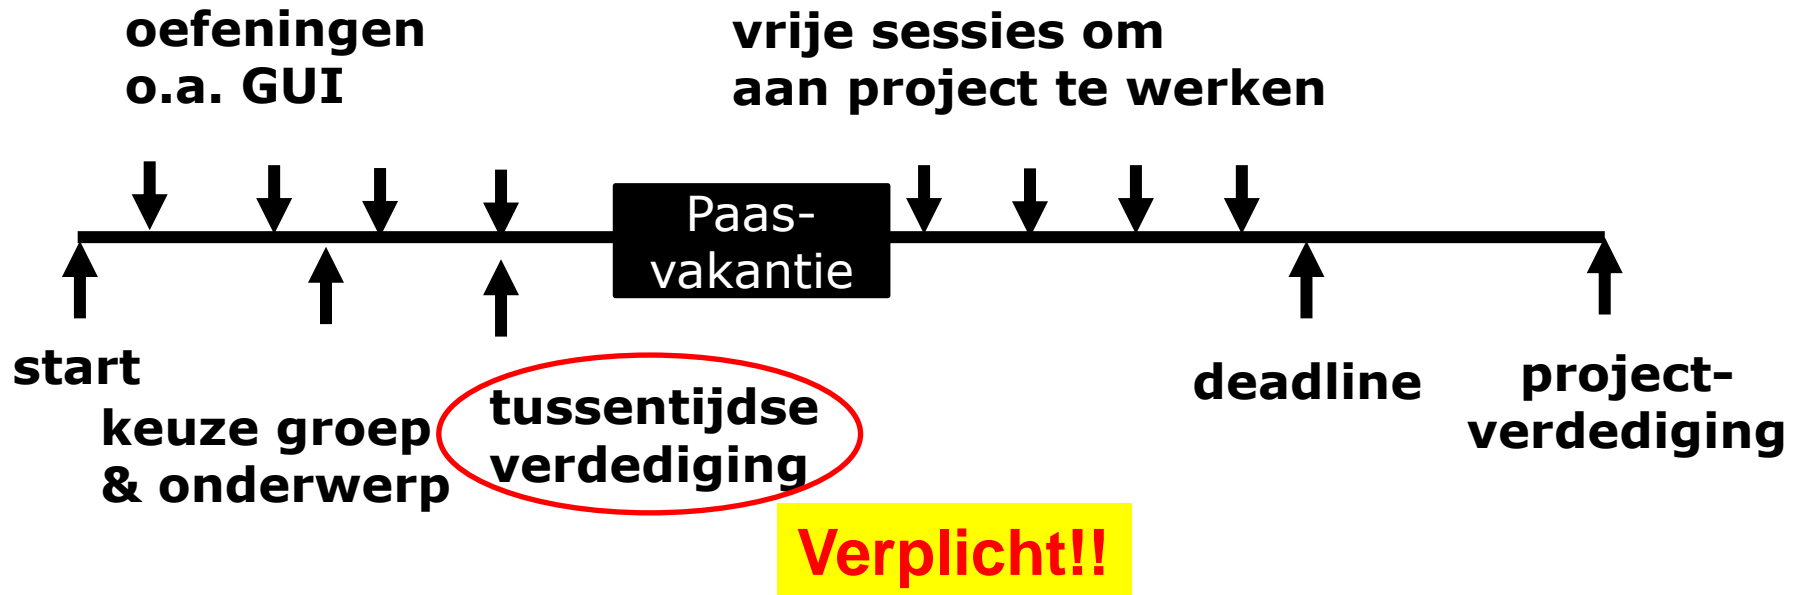 oefeningen
o.a. GUI
vrije sessies om
aan project te werken
Paas-
vakantie
start
keuze groep
& onderwerp
tussentijdse
verdediging
deadline
project-
verdediging
Verplicht!!